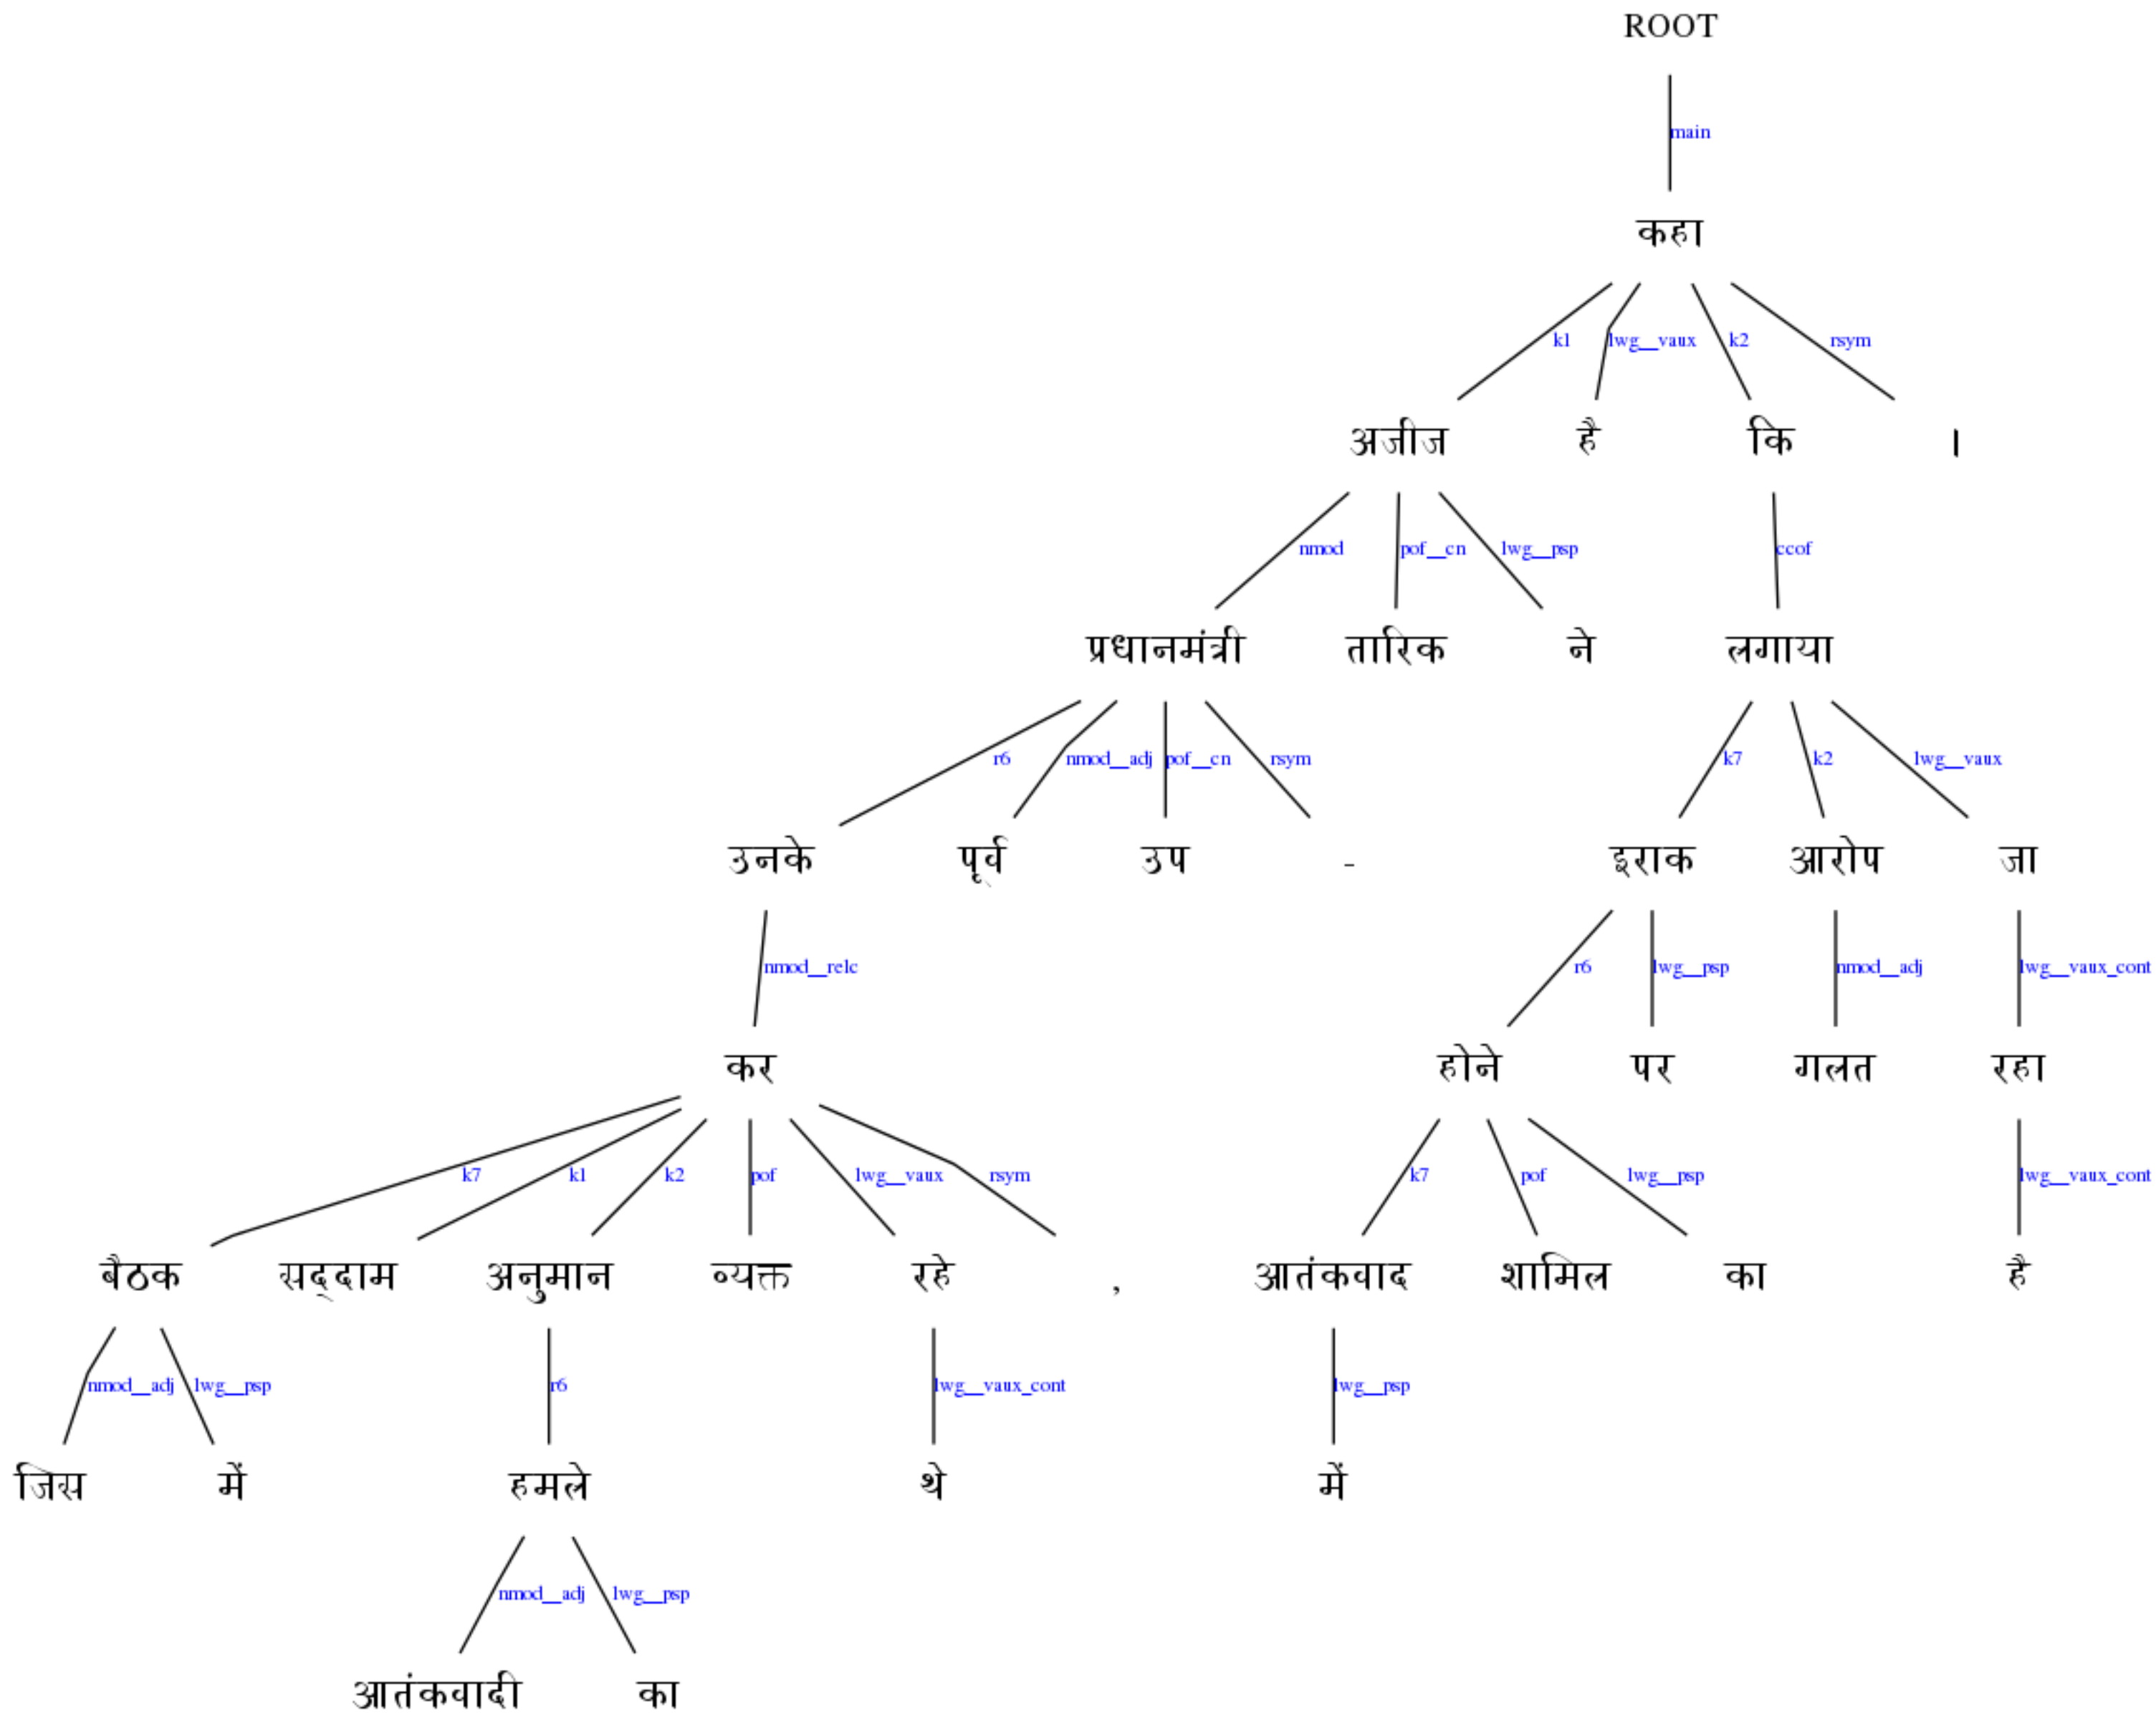 ROOT
main
कहा
k1 lwg__vaux k2 rsym
अजीज है कि ।
nmod pof__cn lwg__psp ccof
प्रधानमंत्री तारिक ने लगाया
r6 nmod__adj pof__cn rsym k7 k2 lwg__vaux
उनके पूर्व उप - इराक आरोप जा
nmod__relc r6 lwg__psp nmod__adj lwg__vaux_cont
कर होने पर गलत रहा
k7 k1 k2 pof lwg__vaux rsym k7 pof lwg__psp lwg__vaux_cont
बैठक सद्दाम अनुमान व्यक्त रहे , आतंकवाद शामिल का है
nmod__adj lwg__psp r6 lwg__vaux_cont lwg__psp
जिस में हमले थे में
nmod__adj lwg__psp
आतंकवादी का